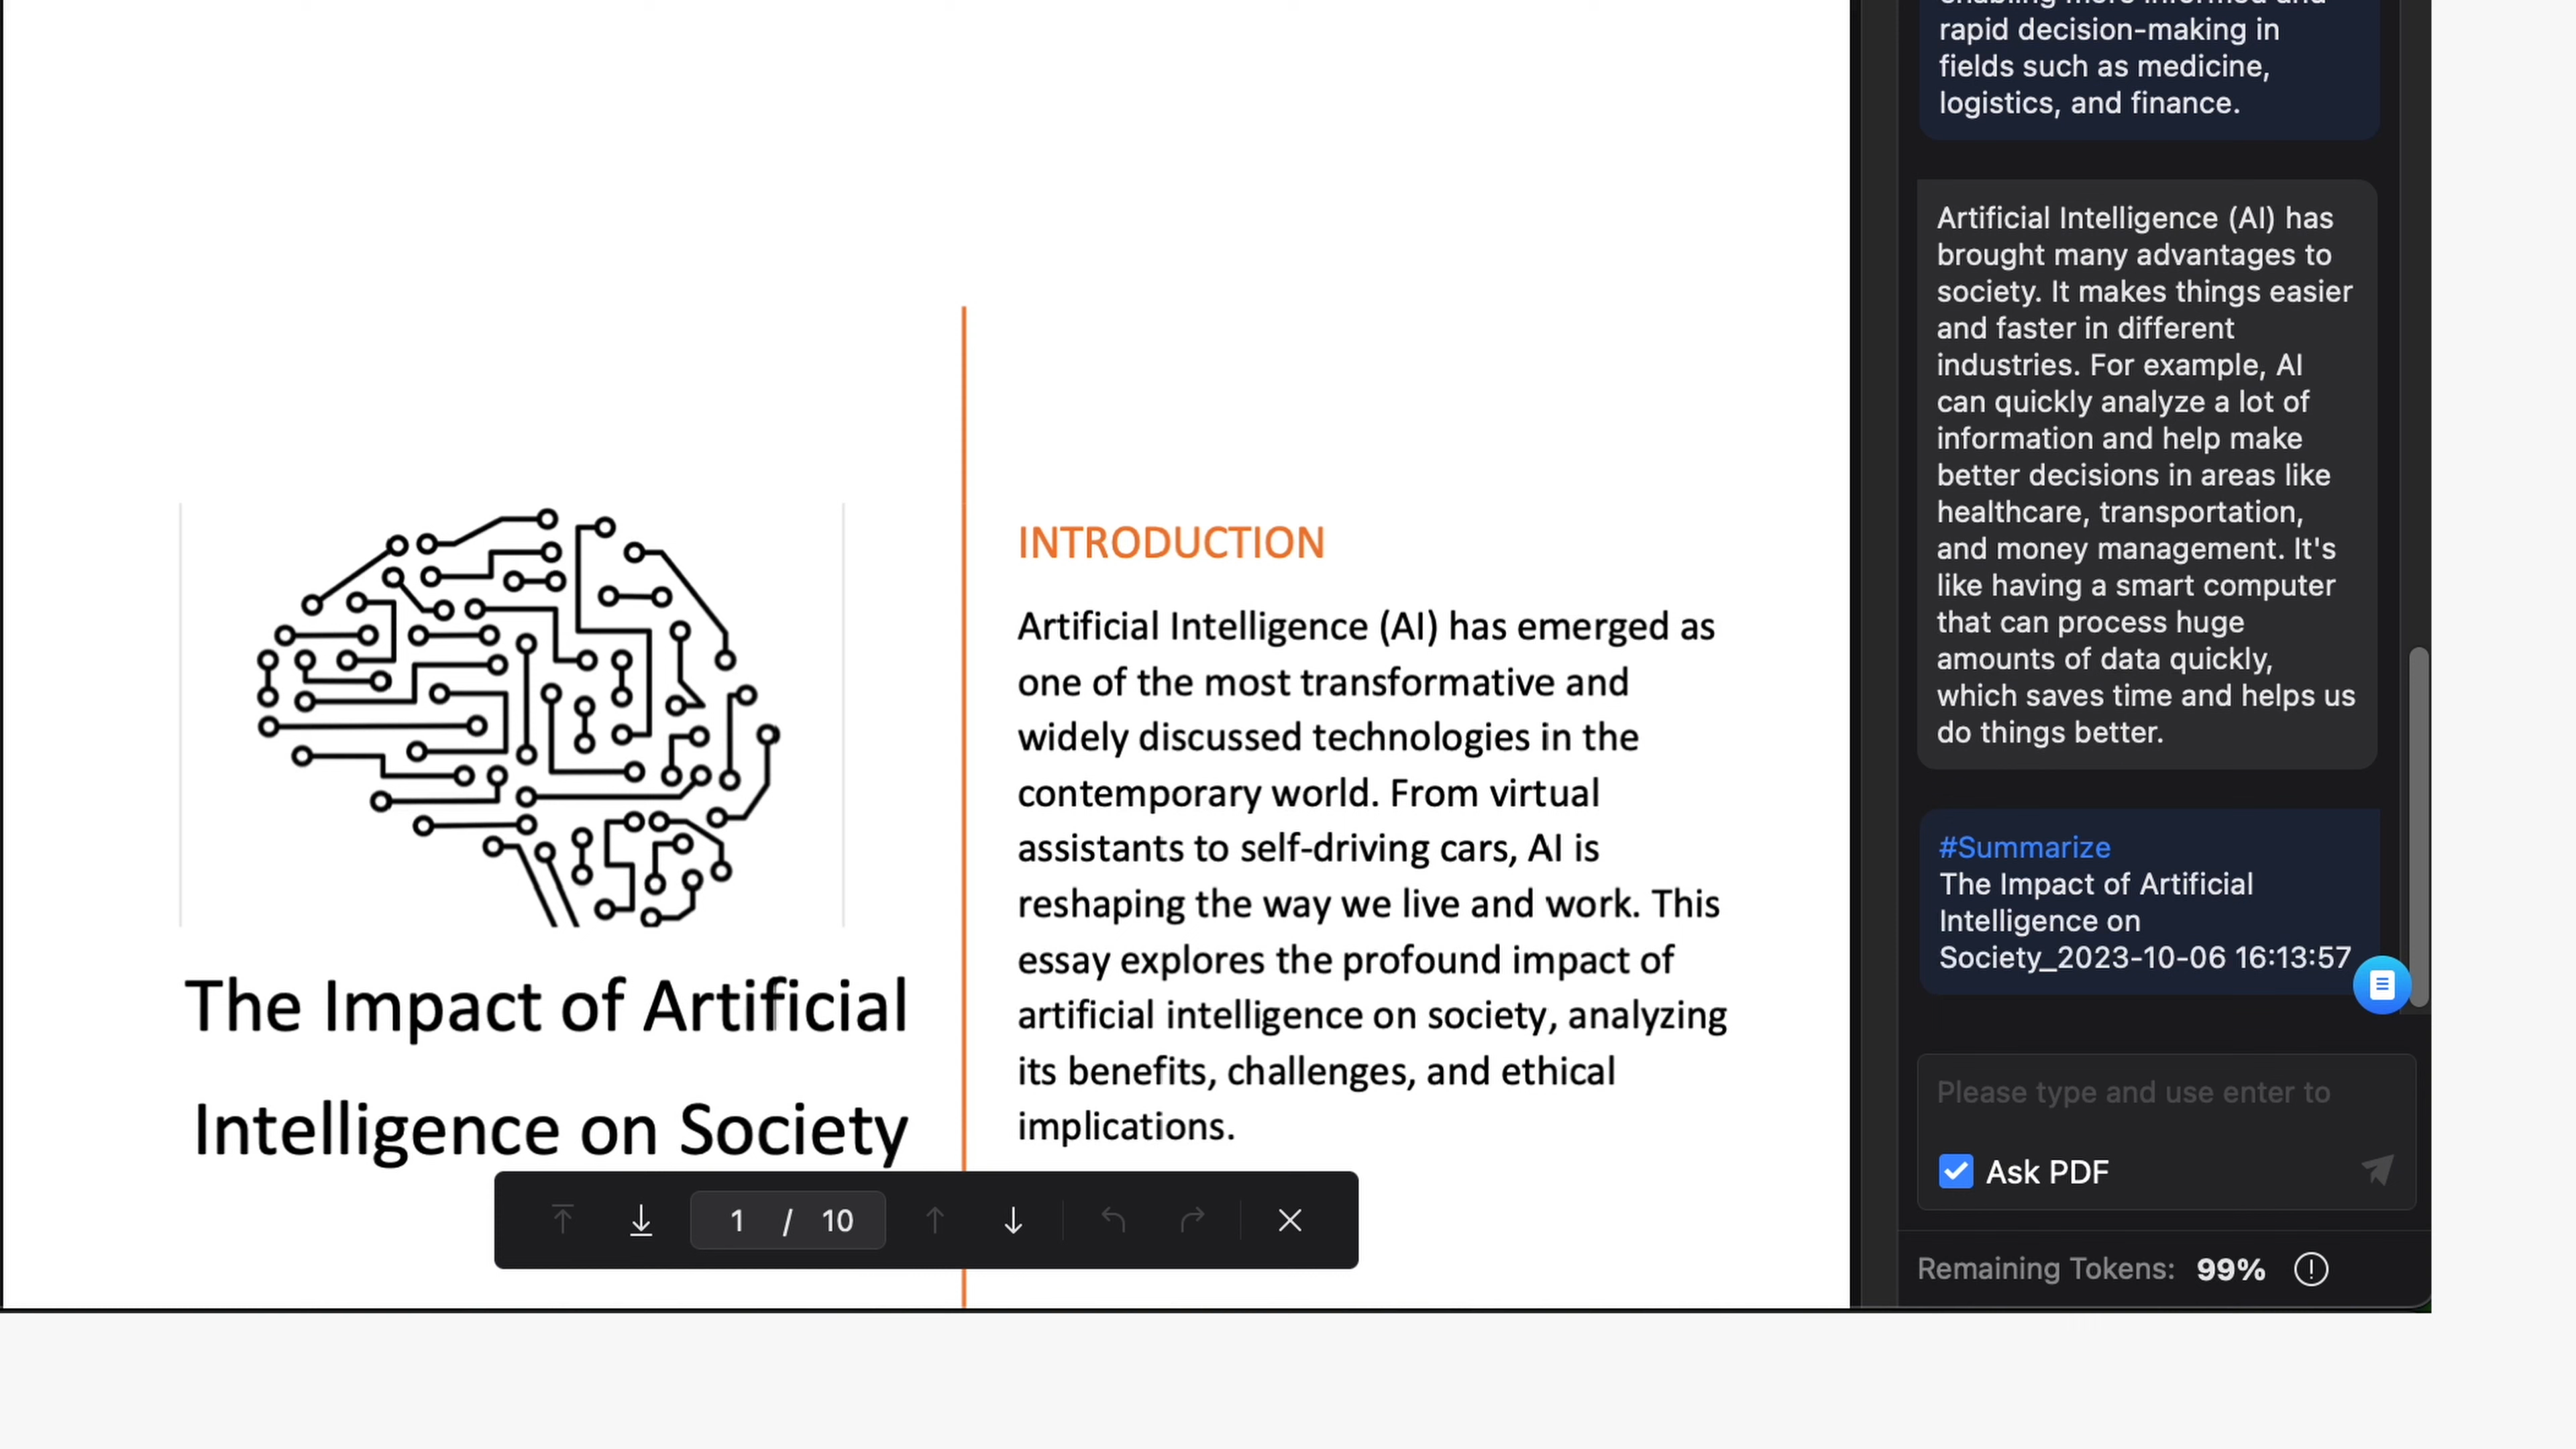 The Impact of Artificial
Intelligence on Society
INTRODUCTION
Artificial Intelligence (AI) has emerged as
one of the most transformative and
widely discussed technologies in the
contemporary world. From virtual
assistants to self-driving cars, AI is
reshaping the way we live and work. This
essay explores the profound impact of
artificial intelligence on society, analyzing
its benefits, challenges, and ethical
implications.
1 / 10
enabling more informed and
rapid decision-making in
fields such as medicine,
logistics, and finance.
Artificial Intelligence (AI) has
brought many advantages to
society. It makes things easier
and faster in different
industries. For example, AI
can quickly analyze a lot of
information and help make
better decisions in areas like
healthcare, transportation,
and money management. It's
like having a smart computer
that can process huge
amounts of data quickly,
which saves time and helps us
do things better.
#Summarize
The Impact of Artificial
Intelligence on
Society_2023-10-06 16:13:57
Please type and use enter to
Ask PDF
Remaining Tokens: 99%